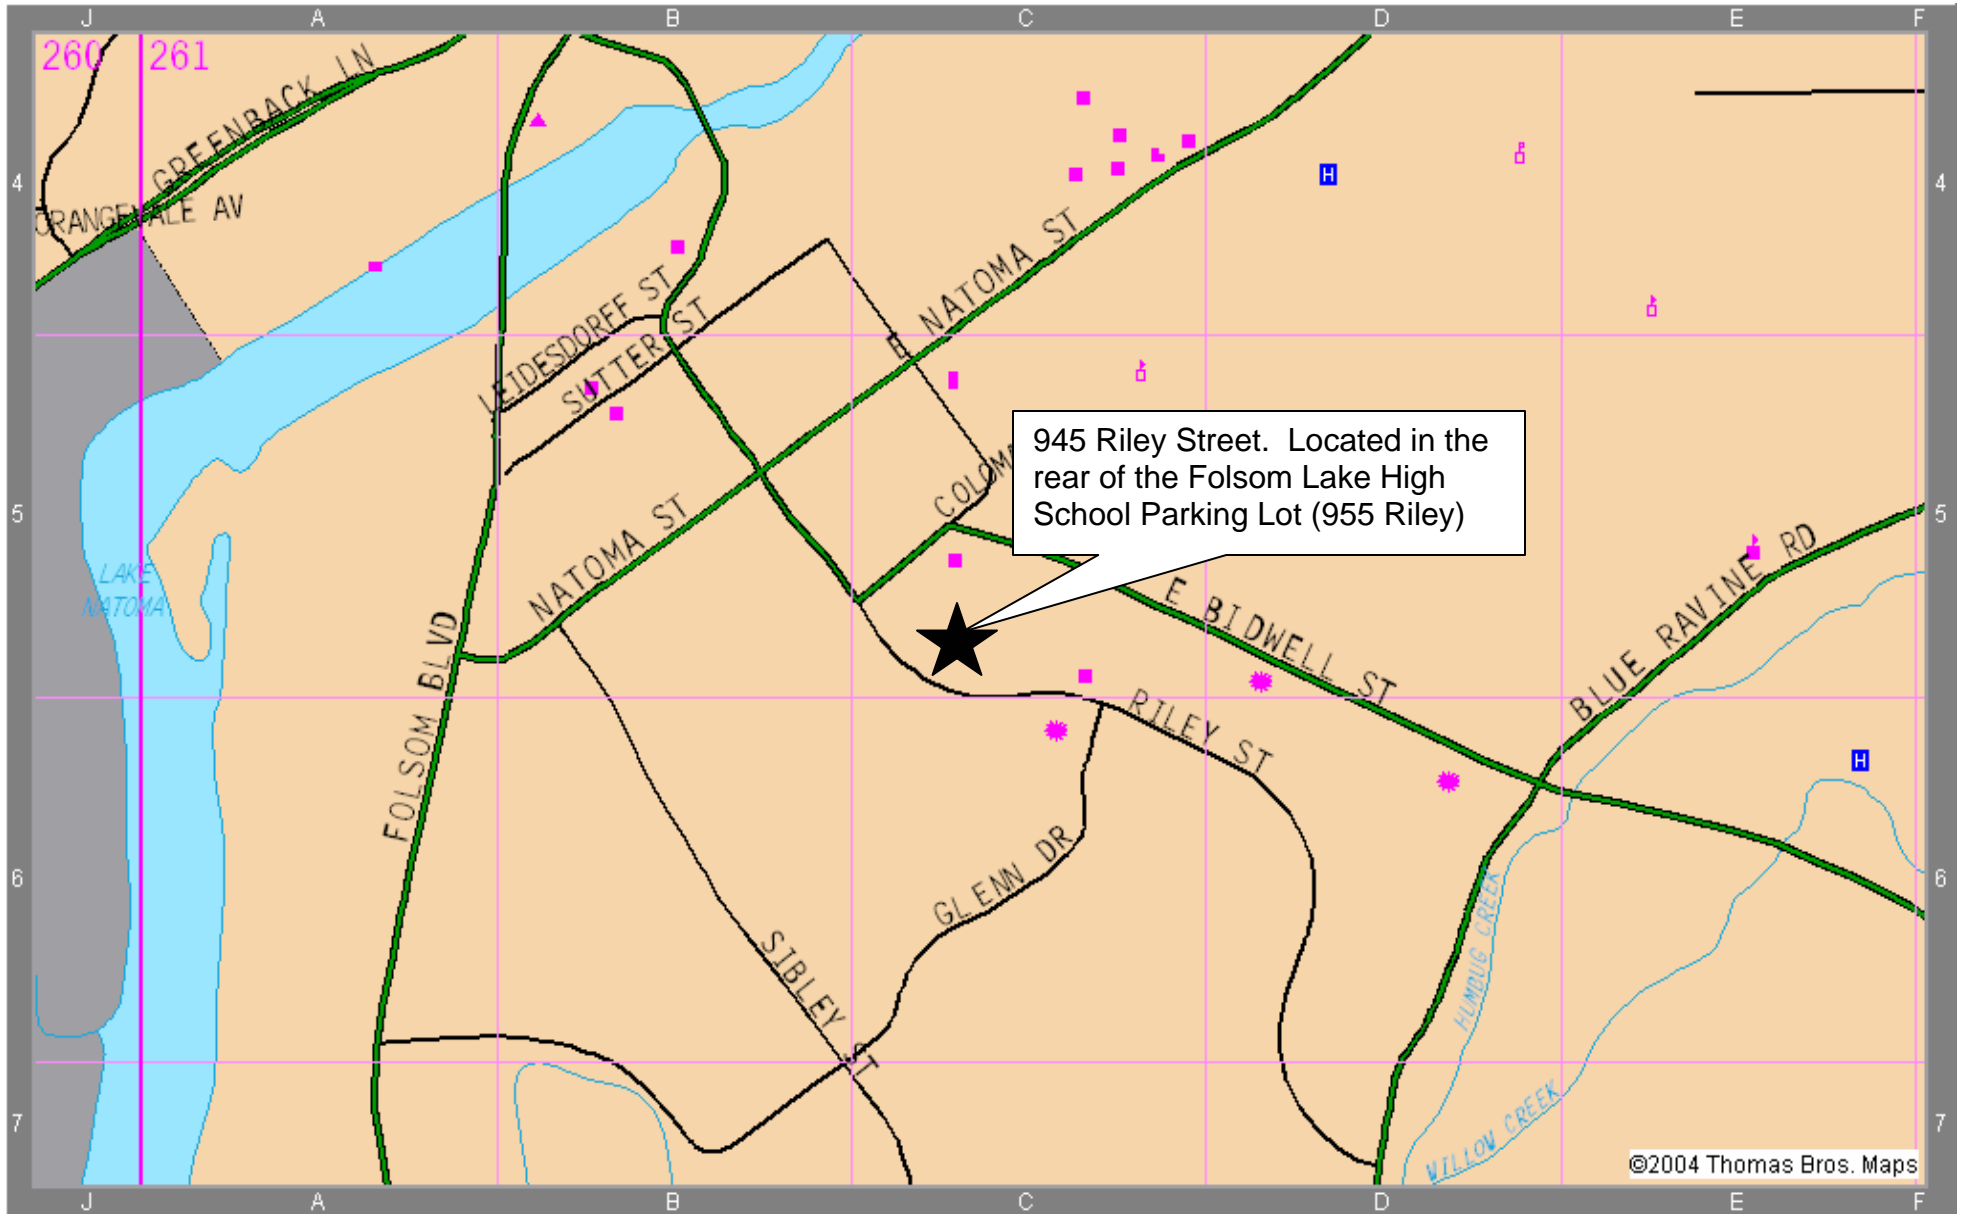 J A B C D E F
260 261
GREENBACK LN
4 4
ORANGEVALE AV
H
E NATOMA ST
LEIDESDORFF ST
SUTTER ST
945 Riley Street. Located in the
rear of the Folsom Lake High
School Parking Lot (955 Riley)
COLOMA
5 5
NATOMA ST
LAKE
NATOMA
E BIDWELL ST
BLUE RAVINE RD
FOLSOM BLVD
RILEY ST
H
GLENN DR
6 6
SIBLEY ST
HUMBUG CREEK
WILLOW CREEK
7 7
©2004 Thomas Bros. Maps
J A B C D E F